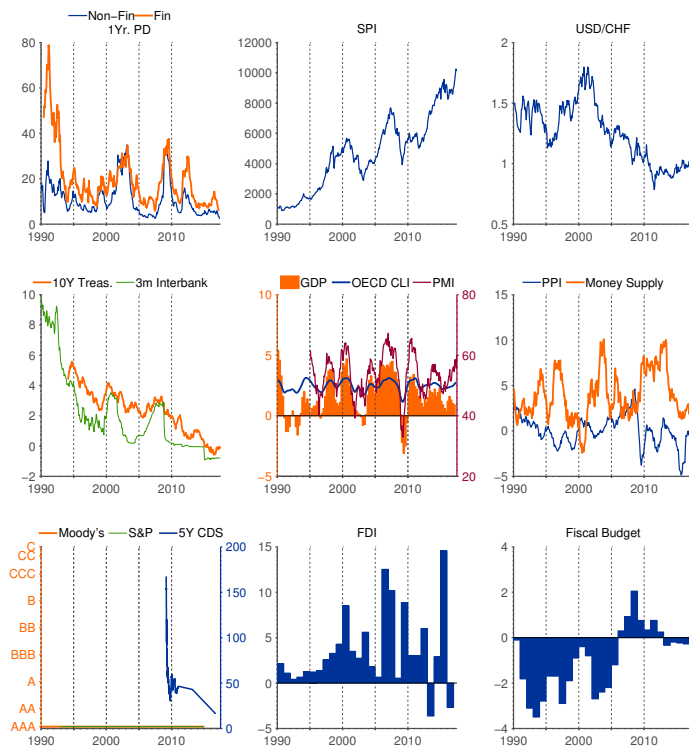 Non-Fin Fin
1Yr. PD
SPI
USD/CHF
80
60
40
20
0
1990 2000 2010
12000
10000
8000
6000
4000
2000
0
1990 2000 2010
2
1.5
1
0.5
1990 2000 2010
10Y Treas. 3m Interbank
GDP OECD CLI PMI
PPI Money Supply
10
8
6
4
2
0
−2
1990 2000 2010
10
5
0
−5
80
60
40
20
1990 2000 2010
15
10
5
0
−5
1990 2000 2010
Moody's S&P 5Y CDS
FDI
Fiscal Budget
C
CC
CCC
B
BB
BBB
A
AA
AAA
200
150
100
50
0
1990 2000 2010
15
10
5
0
−5
1990 2000 2010
4
2
0
−2
−4
1990 2000 2010